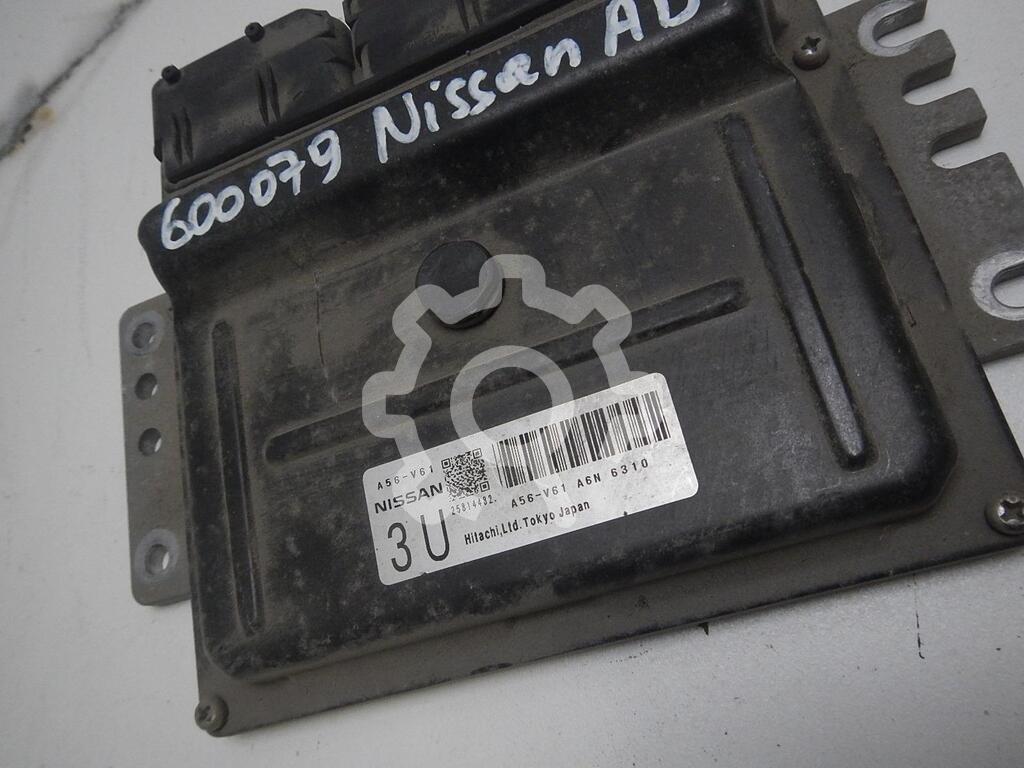 600079 Nissan AD
A56-V61
NISSAN
25814482.
A56-V61 A6N 6310
3U
Hitachi,Ltd.Tokyo Japan